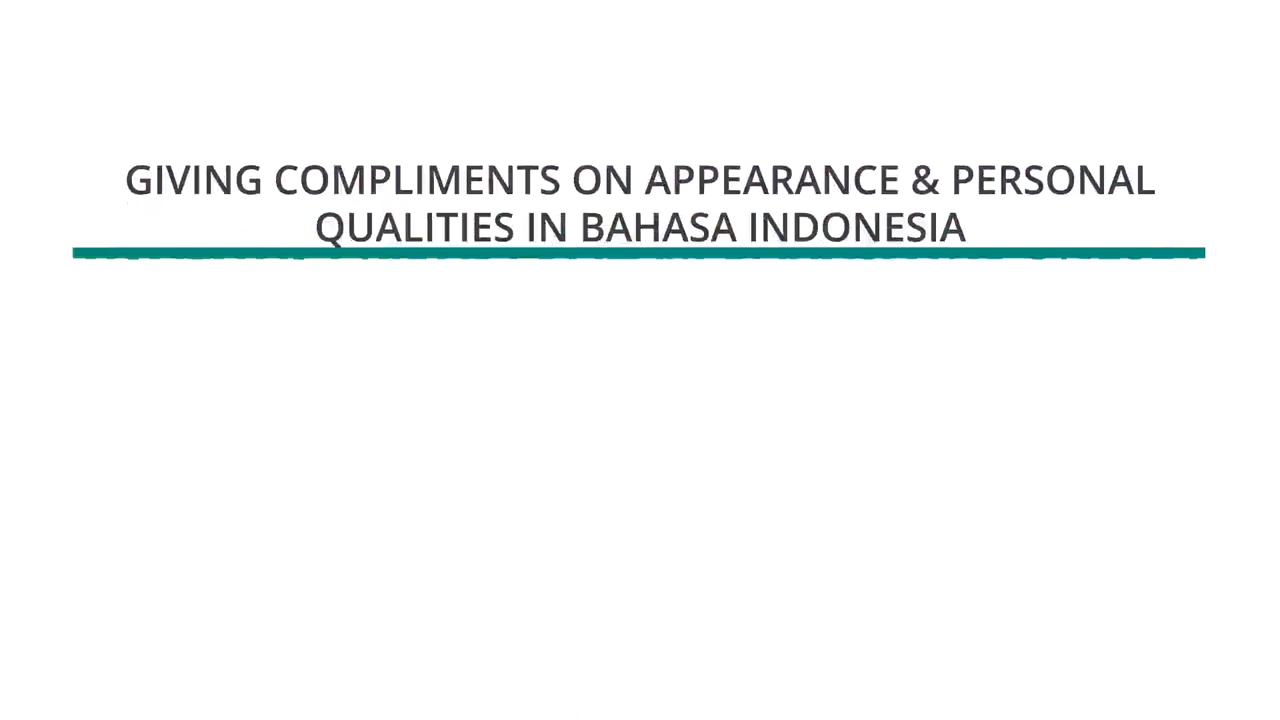 GIVING COMPLIMENTS ON APPEARANCE & PERSONAL
QUALITIES IN BAHASA INDONESIA